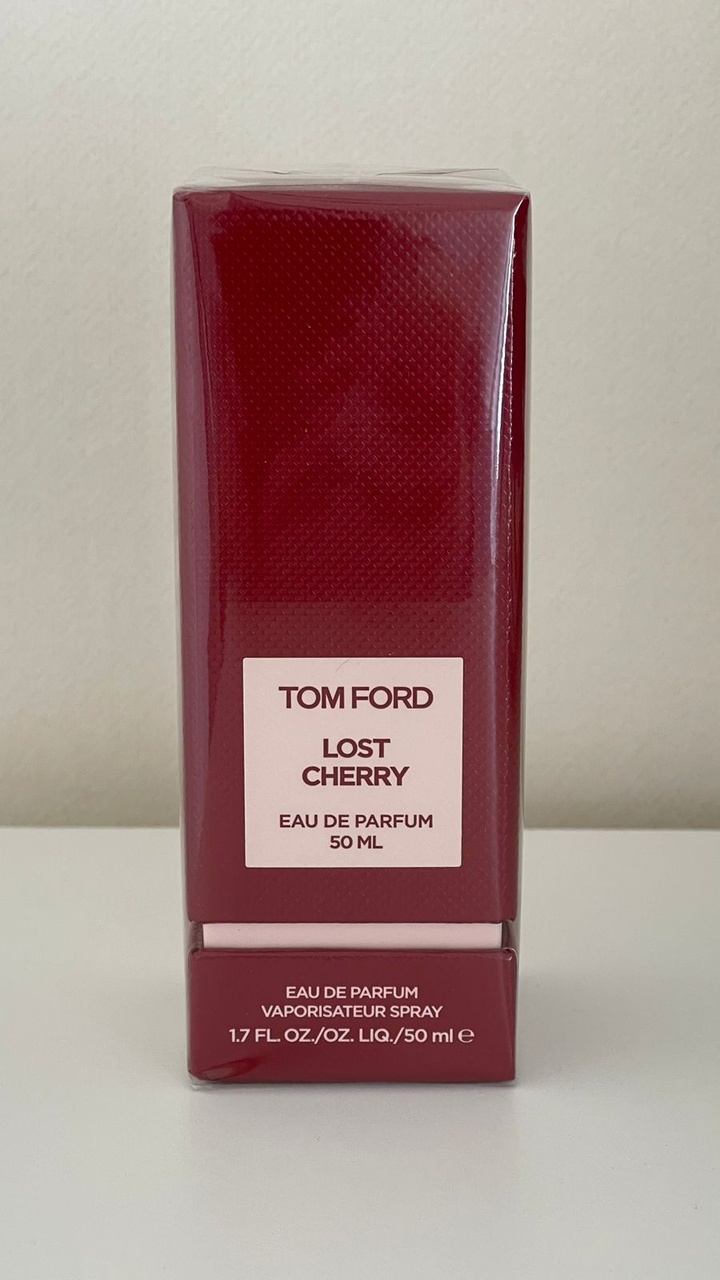 TOM FORD
LOST
CHERRY
EAU DE PARFUM
50 ML
EAU DE PARFUM
VAPORISATEUR SPRAY
1.7 FL. OZ./OZ. LIQ./50 ml ℮